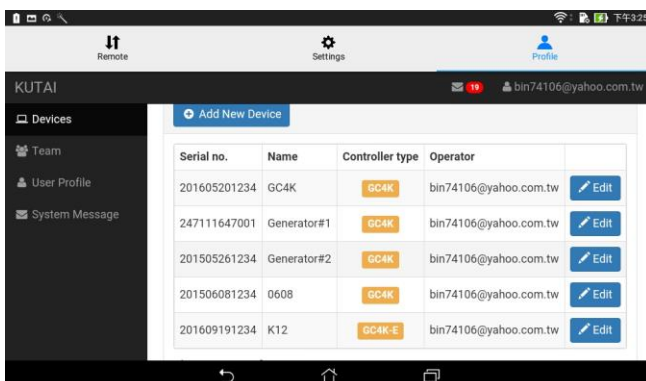 下午3:25
Remote
Settings
Profile
KUTAI
19
bin74106@yahoo.com.tw
Devices
Team
User Profile
System Message
Add New Device
Serial no. Name Controller type Operator
201605201234 GC4K GC4K bin74106@yahoo.com.tw Edit
247111647001 Generator#1 GC4K bin74106@yahoo.com.tw Edit
201505261234 Generator#2 GC4K bin74106@yahoo.com.tw Edit
201506081234 0608 GC4K bin74106@yahoo.com.tw Edit
201609191234 K12 GC4K-E bin74106@yahoo.com.tw Edit